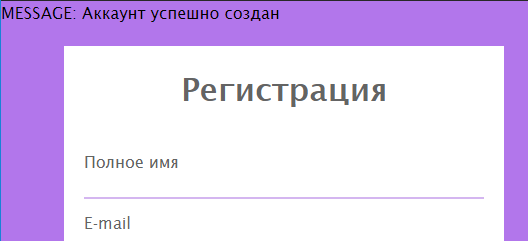 MESSAGE: Аккаунт успешно создан
Регистрация
Полное имя
E-mail